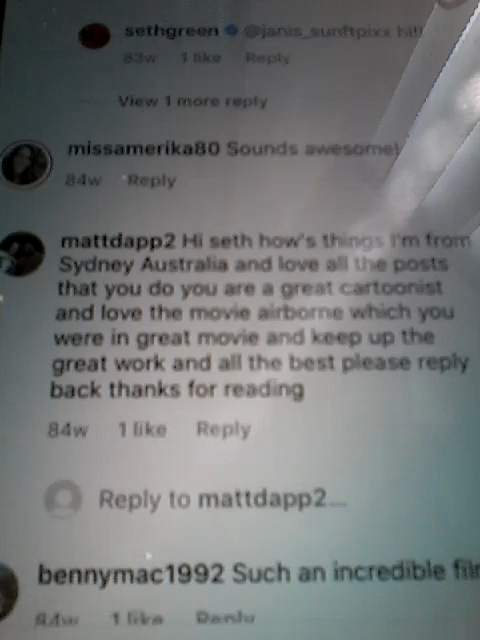 sethgreen @janis_sunftpixx hi!!
83w 1 like Reply
View 1 more reply
missamerika80 Sounds awesome!
84w Reply
mattdapp2 Hi seth how's things I'm from
Sydney Australia and love all the posts
that you do you are a great cartoonist
and love the movie airborne which you
were in great movie and keep up the
great work and all the best please reply
back thanks for reading
84w 1 like Reply
Reply to mattdapp2...
bennymac1992 Such an incredible
84w 1 like Reply